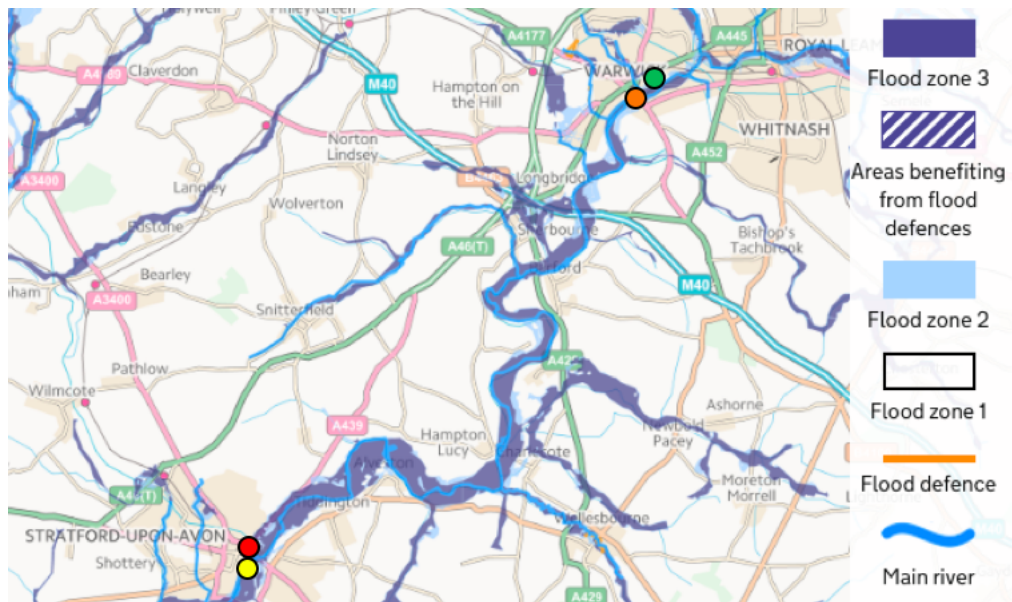 A4177
A445
ROYAL LEAM
WARWICK
A4189
Claverdon
M40
Hampton on
the Hill
WHITNASH
Norton
Lindsey
A452
A3400
Langley
Longbridge
Wolverton
Sherbourne
Edstone
A46(T)
Bishop's
Tachbrook
Bearley
Barford
M40
A3400
Snitterfield
Pathlow
Wilmcote
Ashorne
A439
Newbold
Pacey
Hampton
Lucy
Charlecote
Alveston
Moreton
Morrell
Tiddington
Wellesbourne
STRATFORD-UPON-AVON
Shottery
A429
Flood zone 3
Areas benefiting
from flood
defences
Flood zone 2
Flood zone 1
Flood defence
Main river